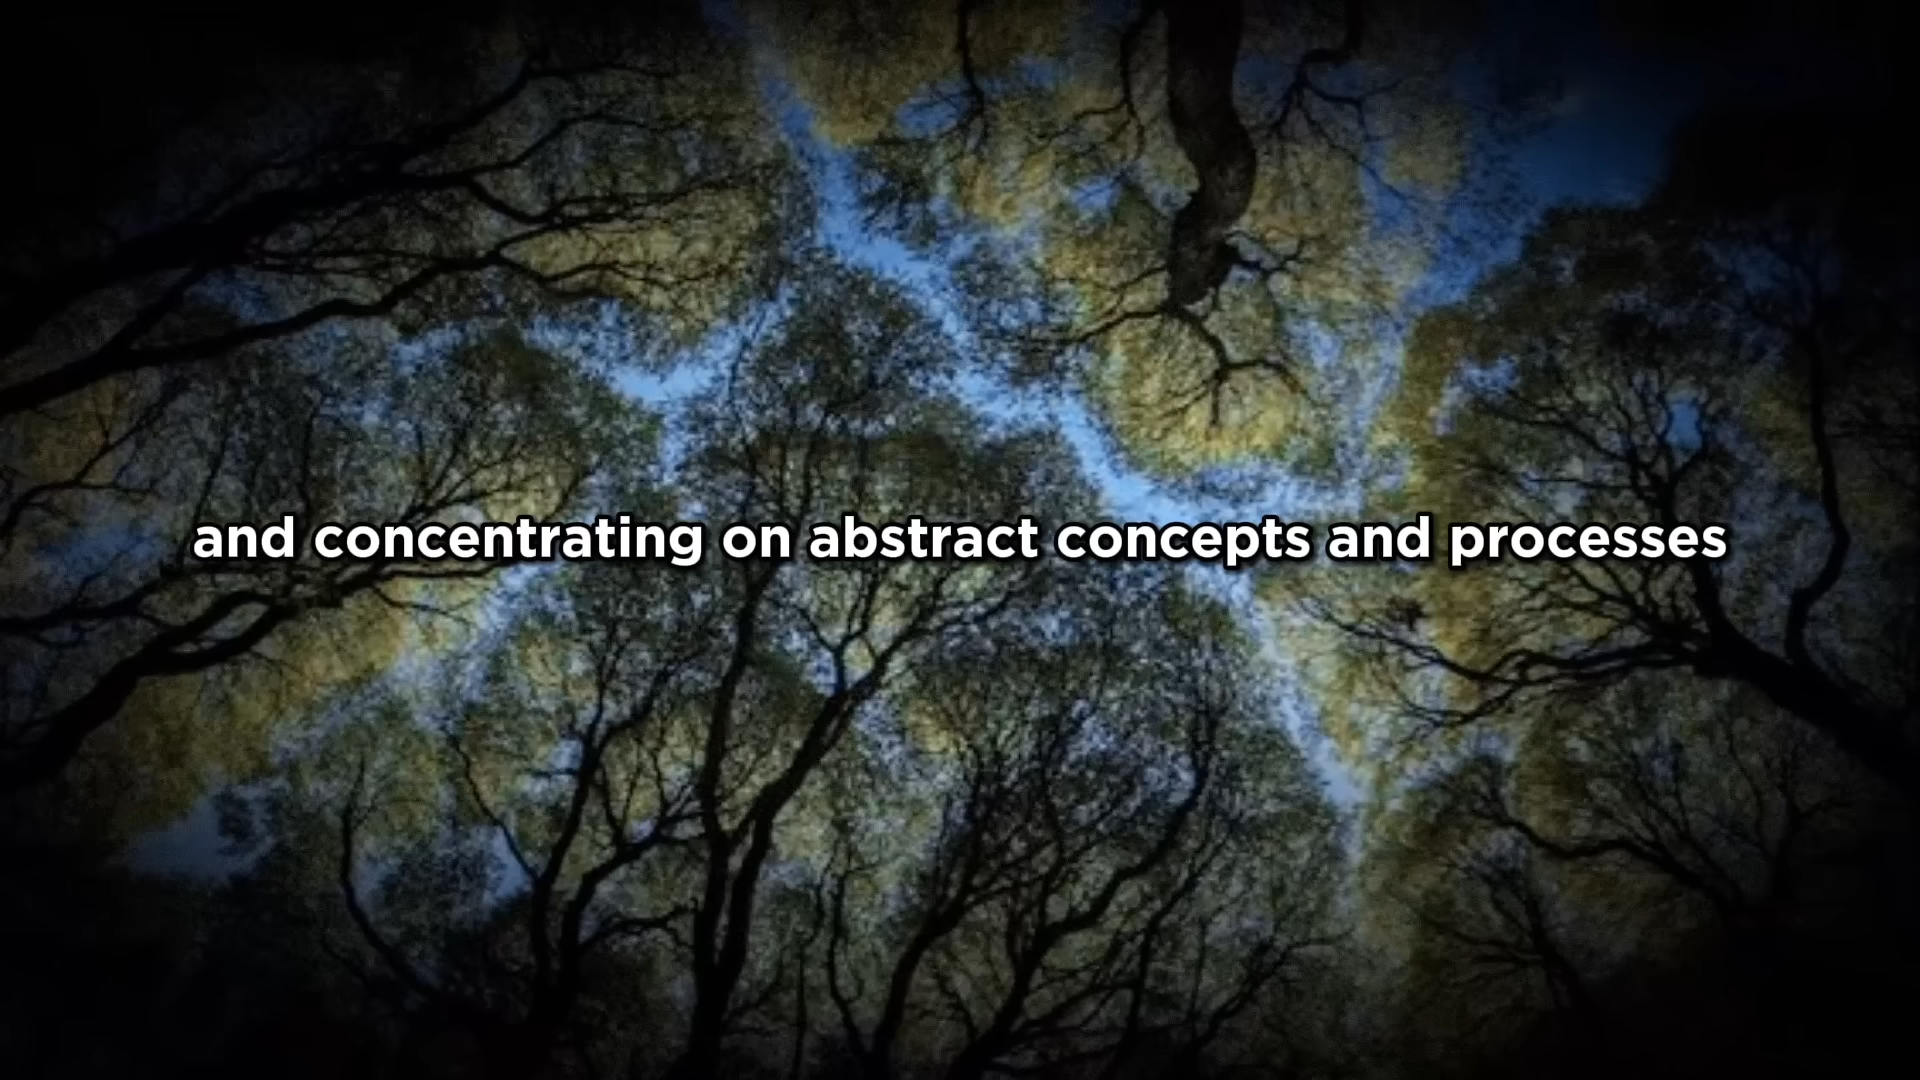 and concentrating on abstract concepts and processes